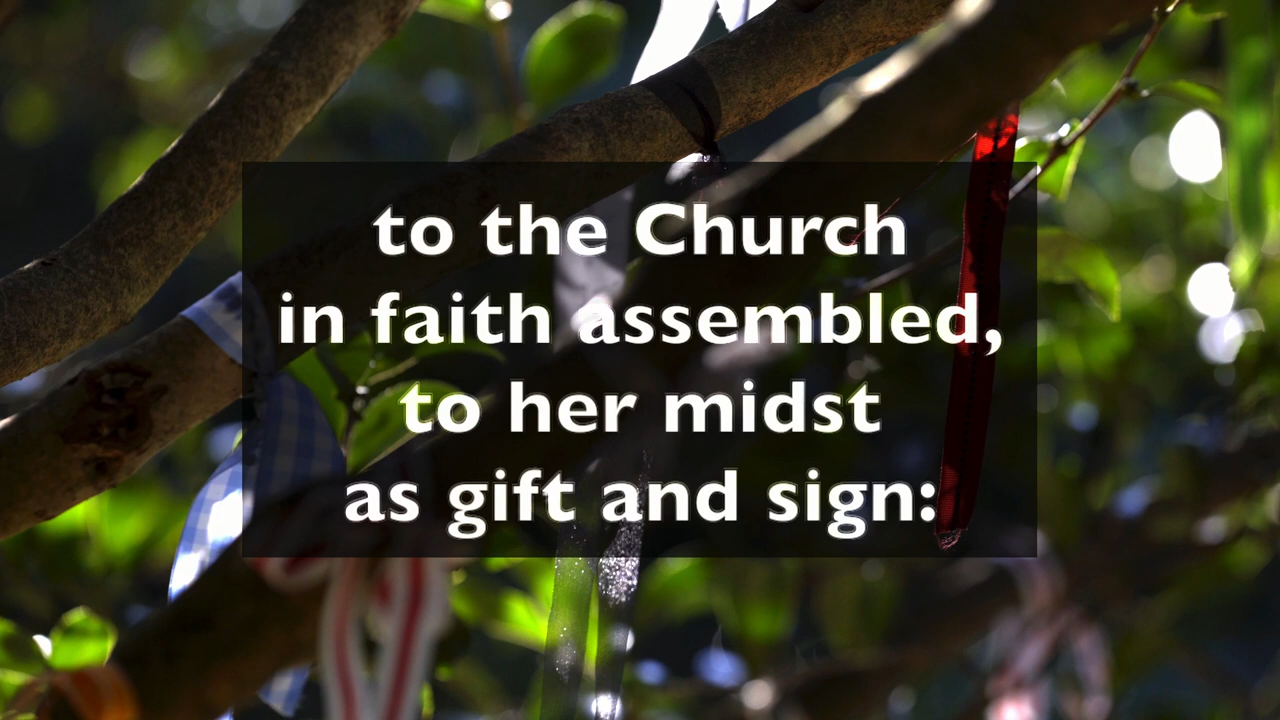 to the Church
in faith assembled,
to her midst
as gift and sign: